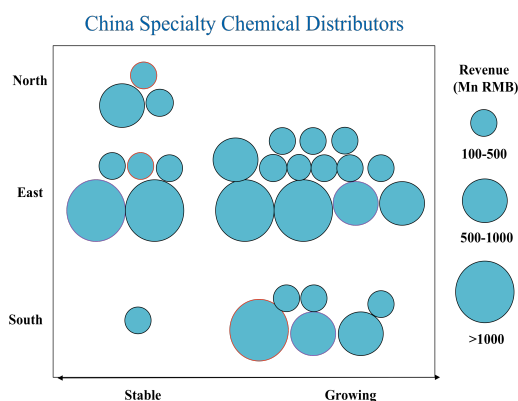 China Specialty Chemical Distributors
North
East
South
Stable
Growing
Revenue
(Mn RMB)
100-500
500-1000
>1000